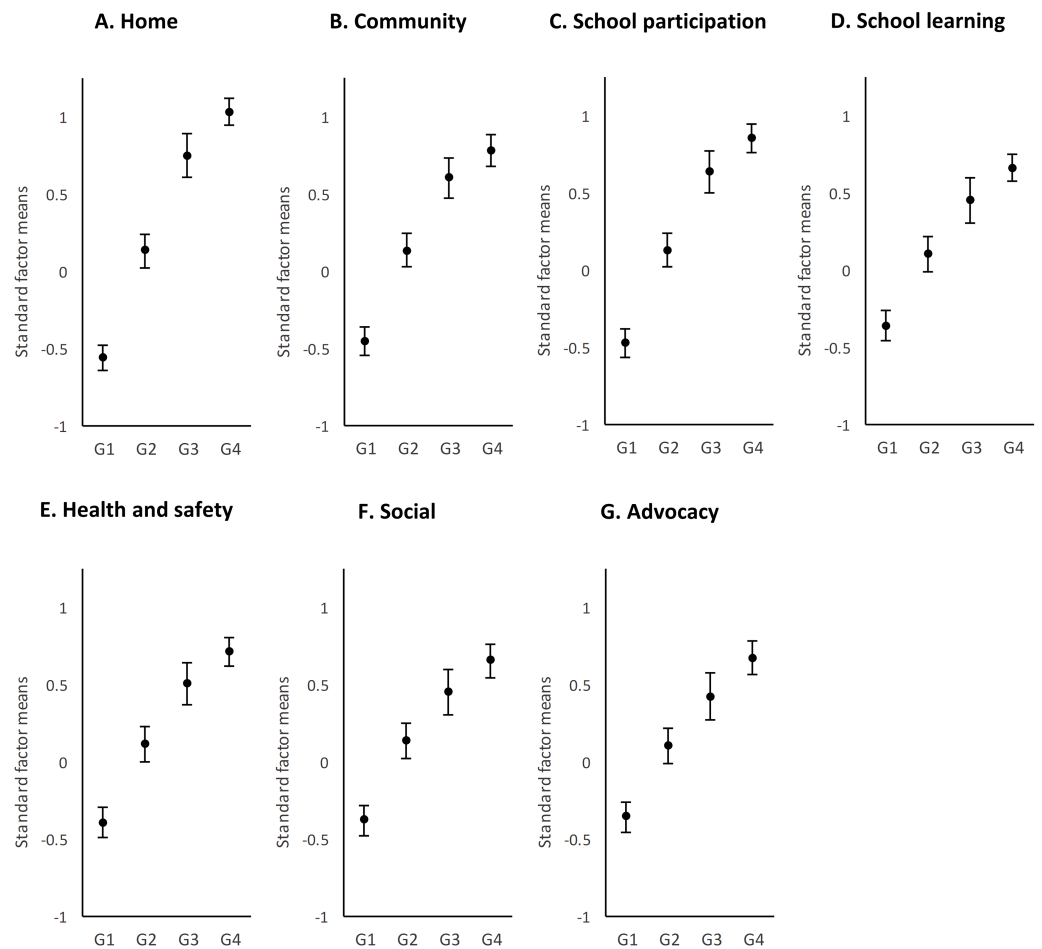 A. Home
B. Community
C. School participation
D. School learning
Standard factor means
1
0.5
0
-0.5
-1
G1 G2 G3 G4
Standard factor means
1
0.5
0
-0.5
-1
G1 G2 G3 G4
Standard factor means
1
0.5
0
-0.5
-1
G1 G2 G3 G4
Standard factor means
1
0.5
0
-0.5
-1
G1 G2 G3 G4
E. Health and safety
F. Social
G. Advocacy
Standard factor means
1
0.5
0
-0.5
-1
G1 G2 G3 G4
Standard factor means
1
0.5
0
-0.5
-1
G1 G2 G3 G4
Standard factor means
1
0.5
0
-0.5
-1
G1 G2 G3 G4